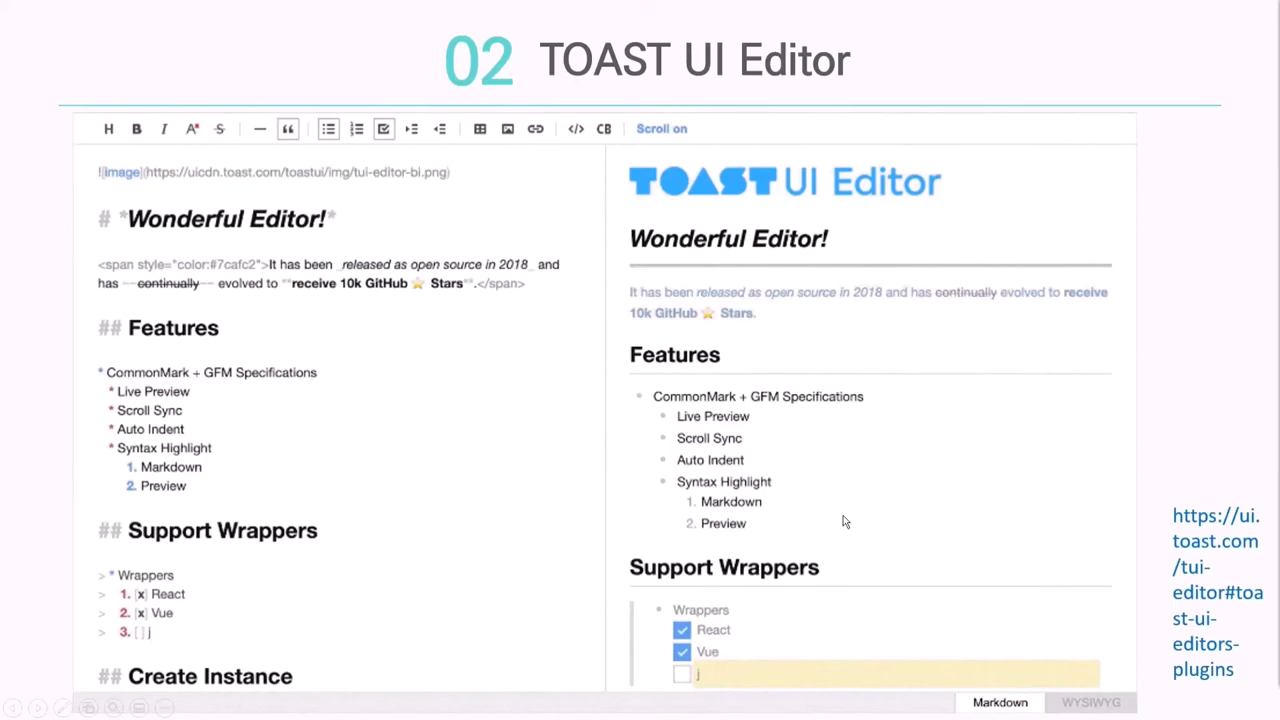 02 TOAST UI Editor
H B I A S — “ </> CB Scroll on
![image](https://uicdn.toast.com/toastui/img/tui-editor-bi.png)
# *Wonderful Editor!*
<span style="color:#7cafc2">It has been _released as open source in 2018_ and
has ~~continually~~ evolved to **receive 10k GitHub ⭐ Stars**.</span>
## Features
* CommonMark + GFM Specifications
* Live Preview
* Scroll Sync
* Auto Indent
* Syntax Highlight
1. Markdown
2. Preview
## Support Wrappers
> * Wrappers
> 1. [x] React
> 2. [x] Vue
> 3. [ ] j
## Create Instance
TOAST UI Editor
Wonderful Editor!
It has been released as open source in 2018 and has continually evolved to receive
10k GitHub ⭐ Stars.
Features
CommonMark + GFM Specifications
Live Preview
Scroll Sync
Auto Indent
Syntax Highlight
1. Markdown
2. Preview
Support Wrappers
Wrappers
React
Vue
j
Markdown WYSIWYG
https://ui.
toast.com
/tui-
editor#toa
st-ui-
editors-
plugins